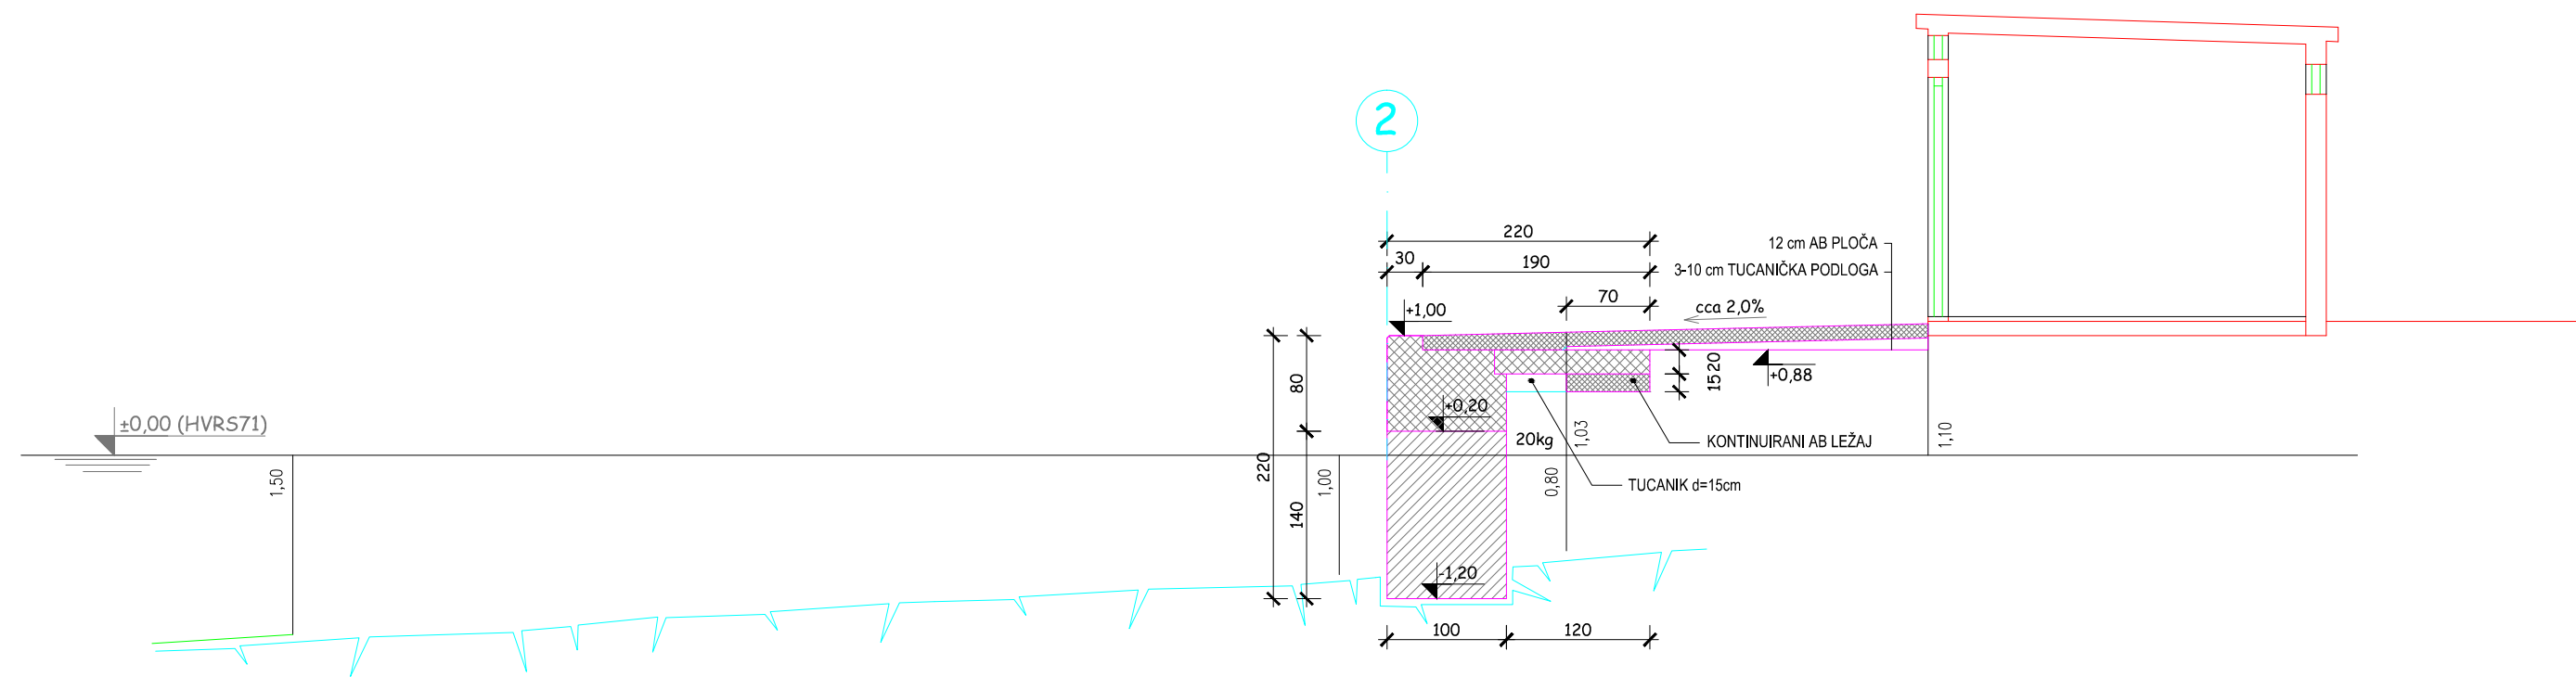 2
220
30
190
12 cm AB PLOČA
3-10 cm TUCANIČKA PODLOGA
70
cca 2,0%
+1,00
+0,88
1520
80
+0,20
±0,00 (HVRS71)
20kg
1,03
KONTINUIRANI AB LEŽAJ
1,10
220
1,50
1,00
0,80
TUCANIK d=15cm
140
-1,20
100
120